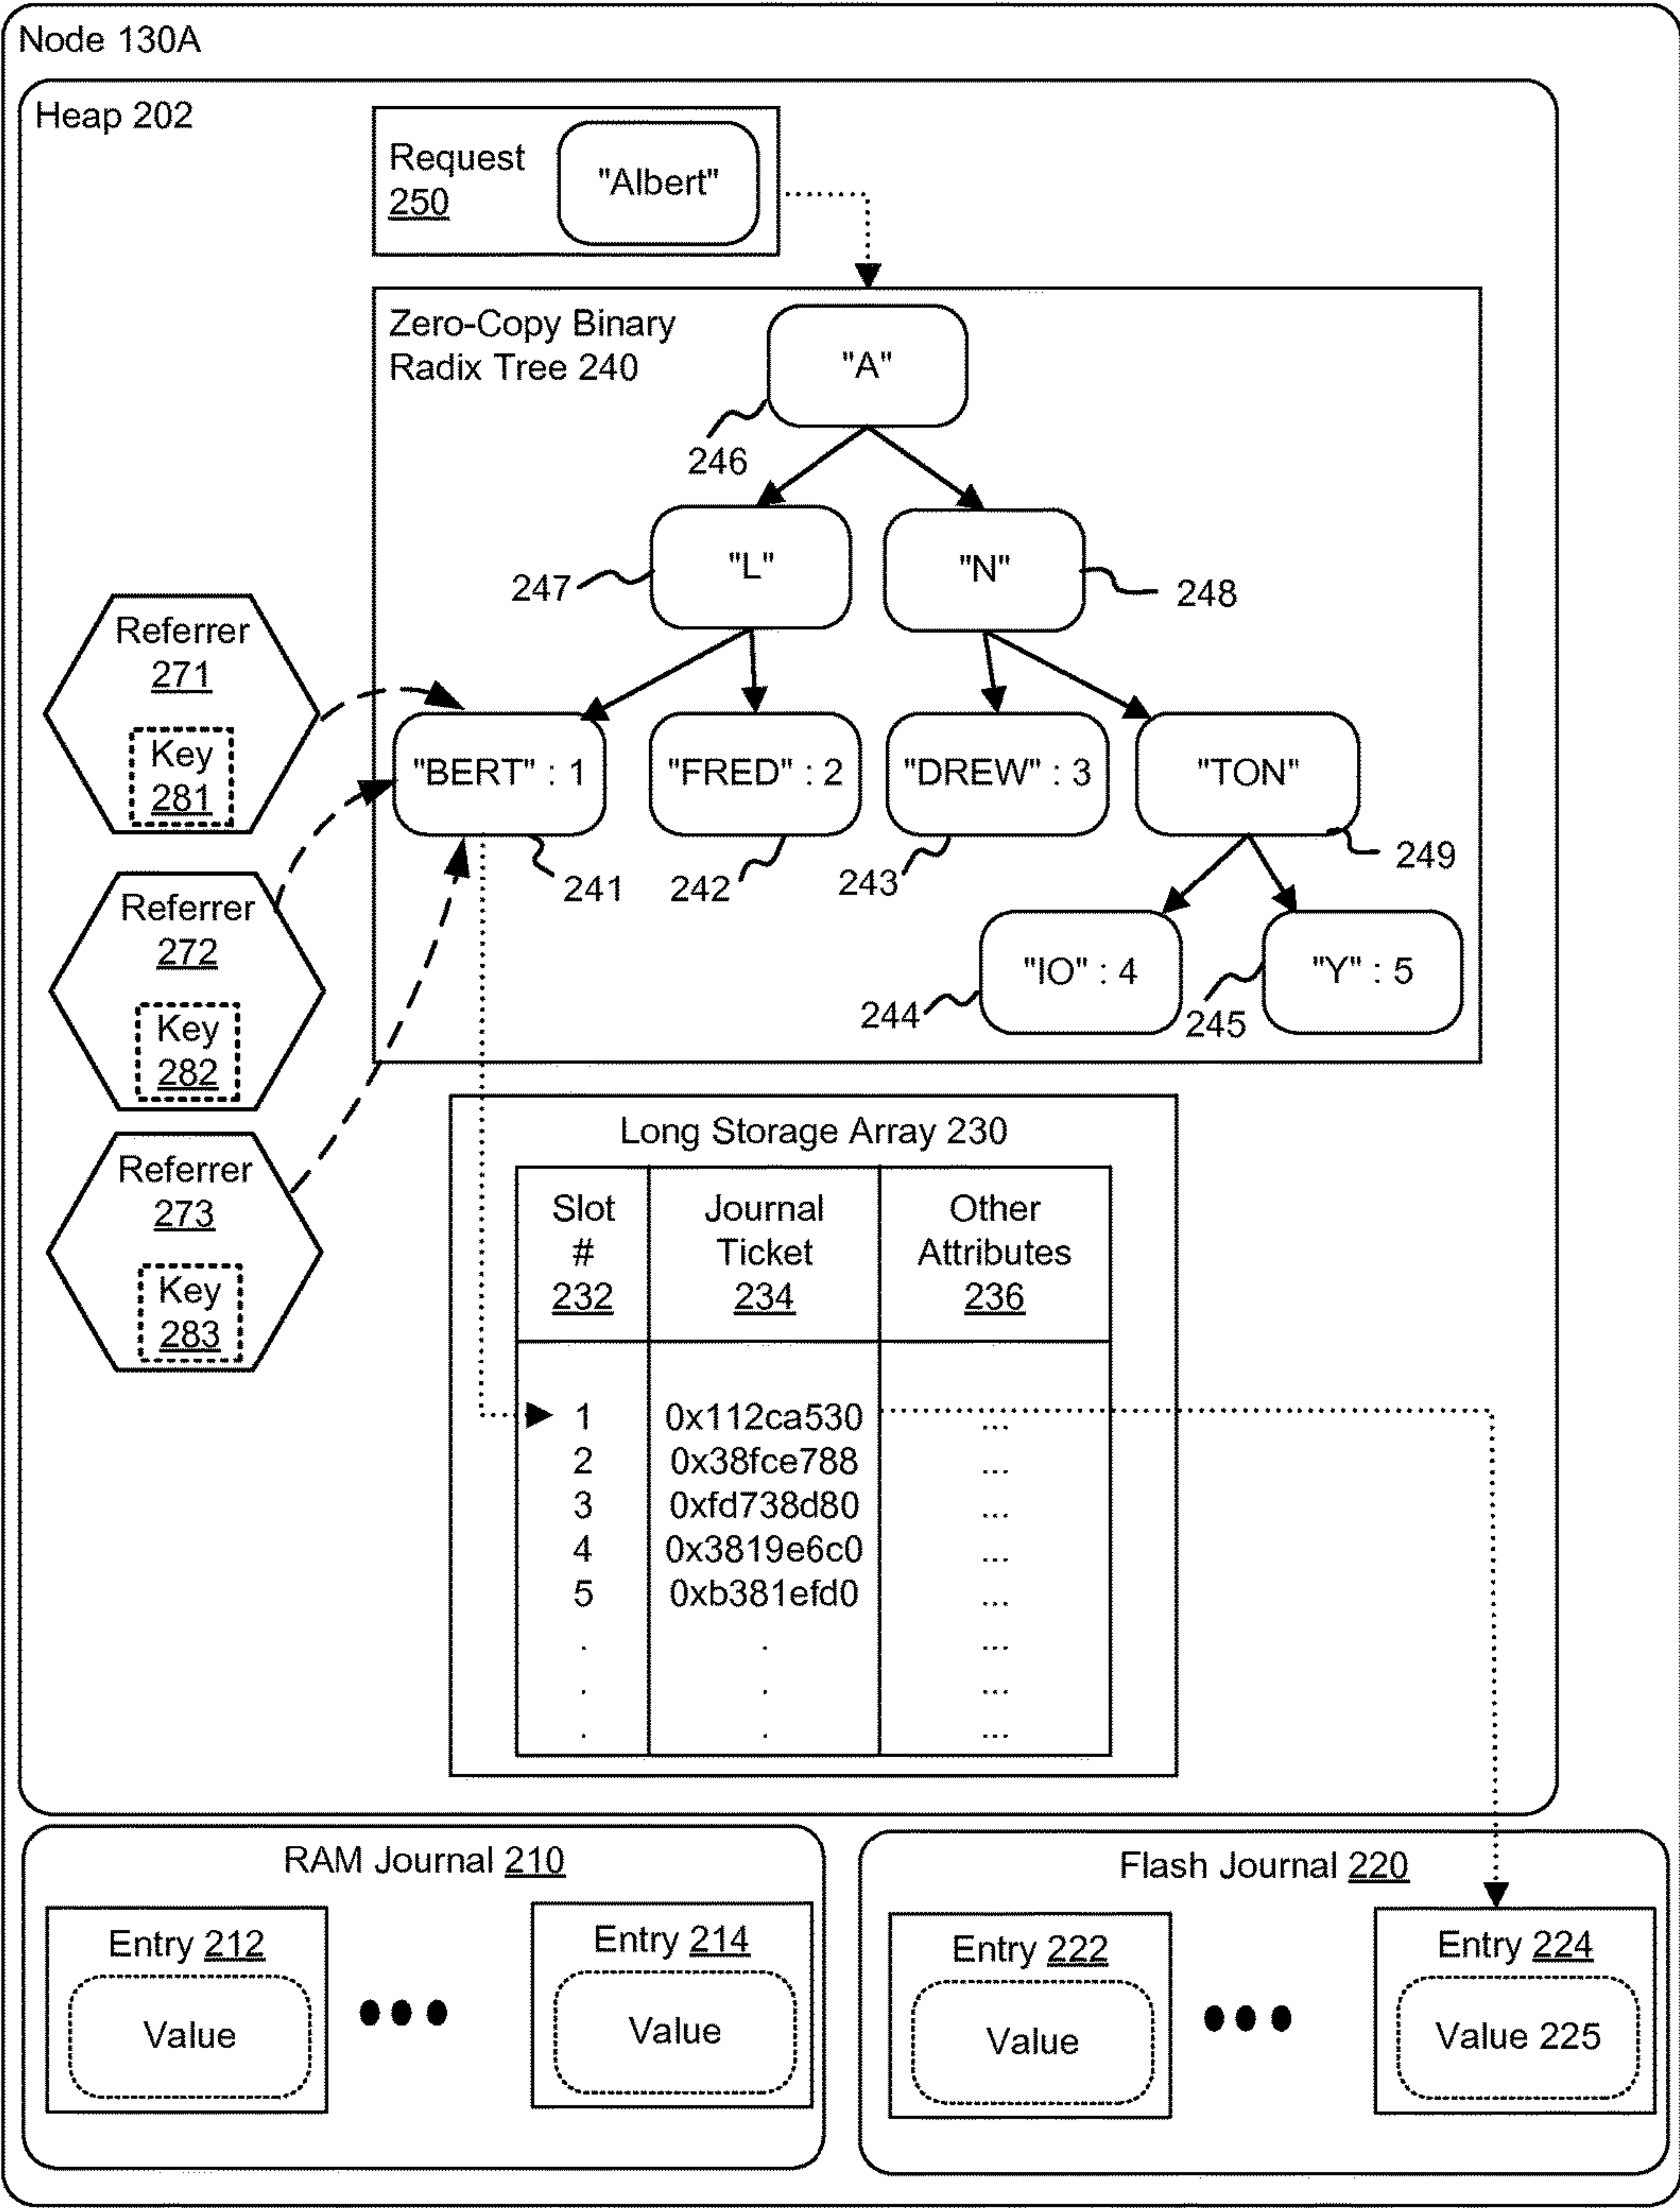 Node 130A
Heap 202
Request
250
"Albert"
Zero-Copy Binary
Radix Tree 240
"A"
246
"L"
"N"
247
248
Referrer
271
Key
281
"BERT" : 1
"FRED" : 2
"DREW" : 3
"TON"
241
242
243
249
Referrer
272
Key
282
"IO" : 4
"Y" : 5
244
245
Referrer
273
Key
283
Long Storage Array 230
Slot
#
232
Journal
Ticket
234
Other
Attributes
236
1 0x112ca530 ...
2 0x38fce788 ...
3 0xfd738d80 ...
4 0x3819e6c0 ...
5 0xb381efd0 ...
. . ...
. . ...
. . ...
RAM Journal 210
Entry 212
Value
Entry 214
Value
Flash Journal 220
Entry 222
Value
Entry 224
Value 225